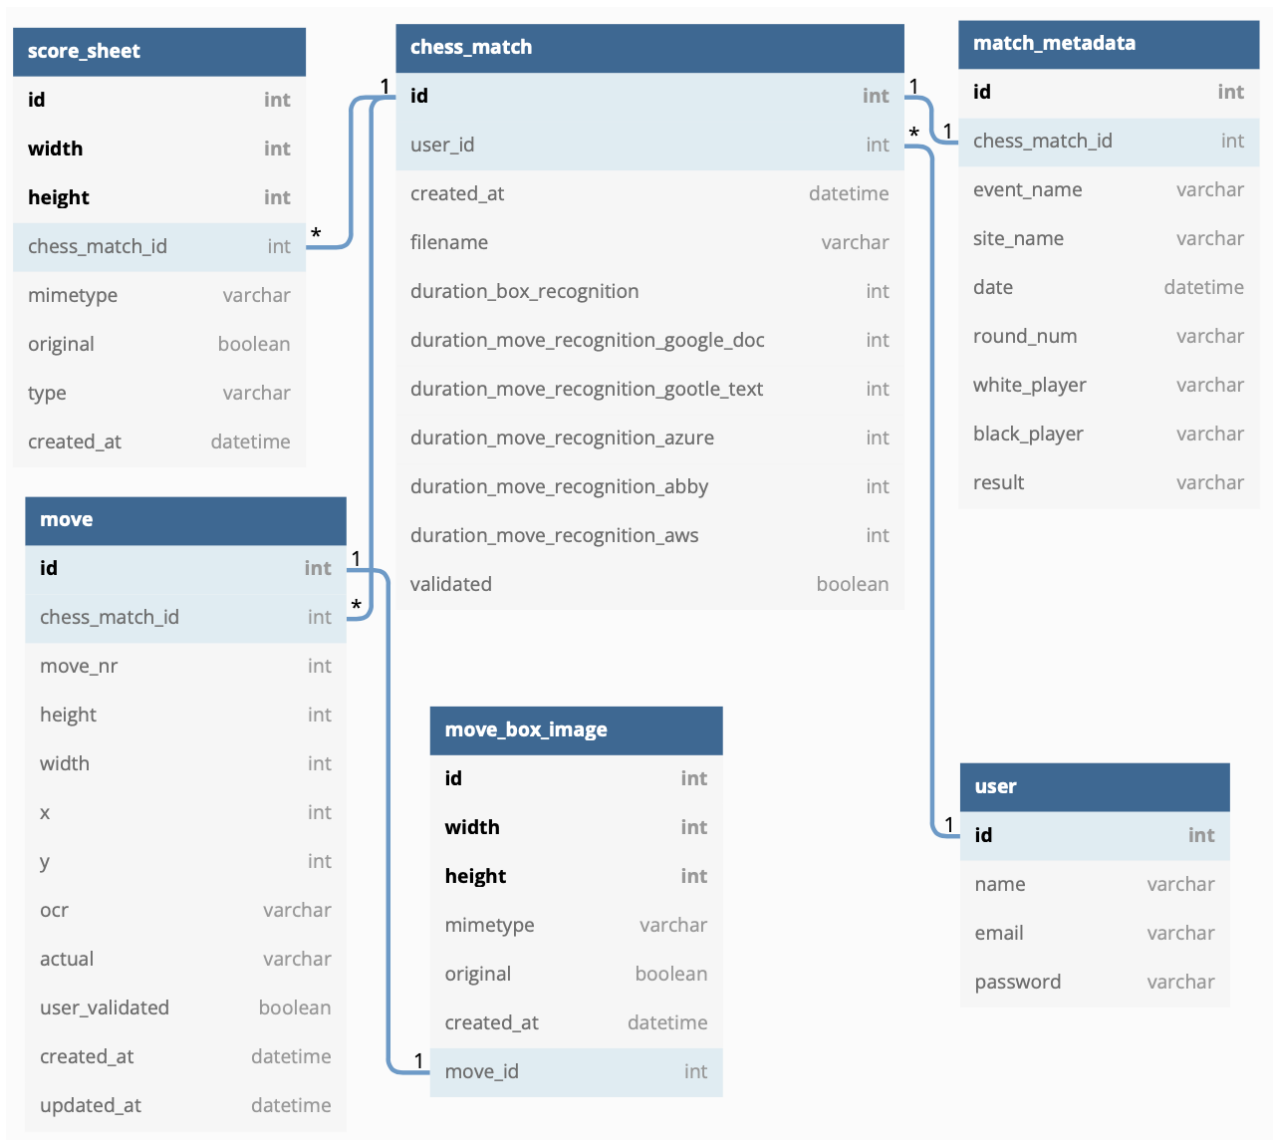 score_sheet
id int
width int
height int
chess_match_id int
*
mimetype varchar
original boolean
type varchar
created_at datetime
chess_match
1
id int
1
user_id int
*
created_at datetime
filename varchar
duration_box_recognition int
duration_move_recognition_google_doc int
duration_move_recognition_gootle_text int
duration_move_recognition_azure int
duration_move_recognition_abby int
duration_move_recognition_aws int
validated boolean
match_metadata
id int
1
chess_match_id int
event_name varchar
site_name varchar
date datetime
round_num varchar
white_player varchar
black_player varchar
result varchar
move
id int
1
chess_match_id int
*
move_nr int
height int
width int
x int
y int
ocr varchar
actual varchar
user_validated boolean
created_at datetime
updated_at datetime
move_box_image
id int
width int
height int
mimetype varchar
original boolean
created_at datetime
1
move_id int
user
1
id int
name varchar
email varchar
password varchar